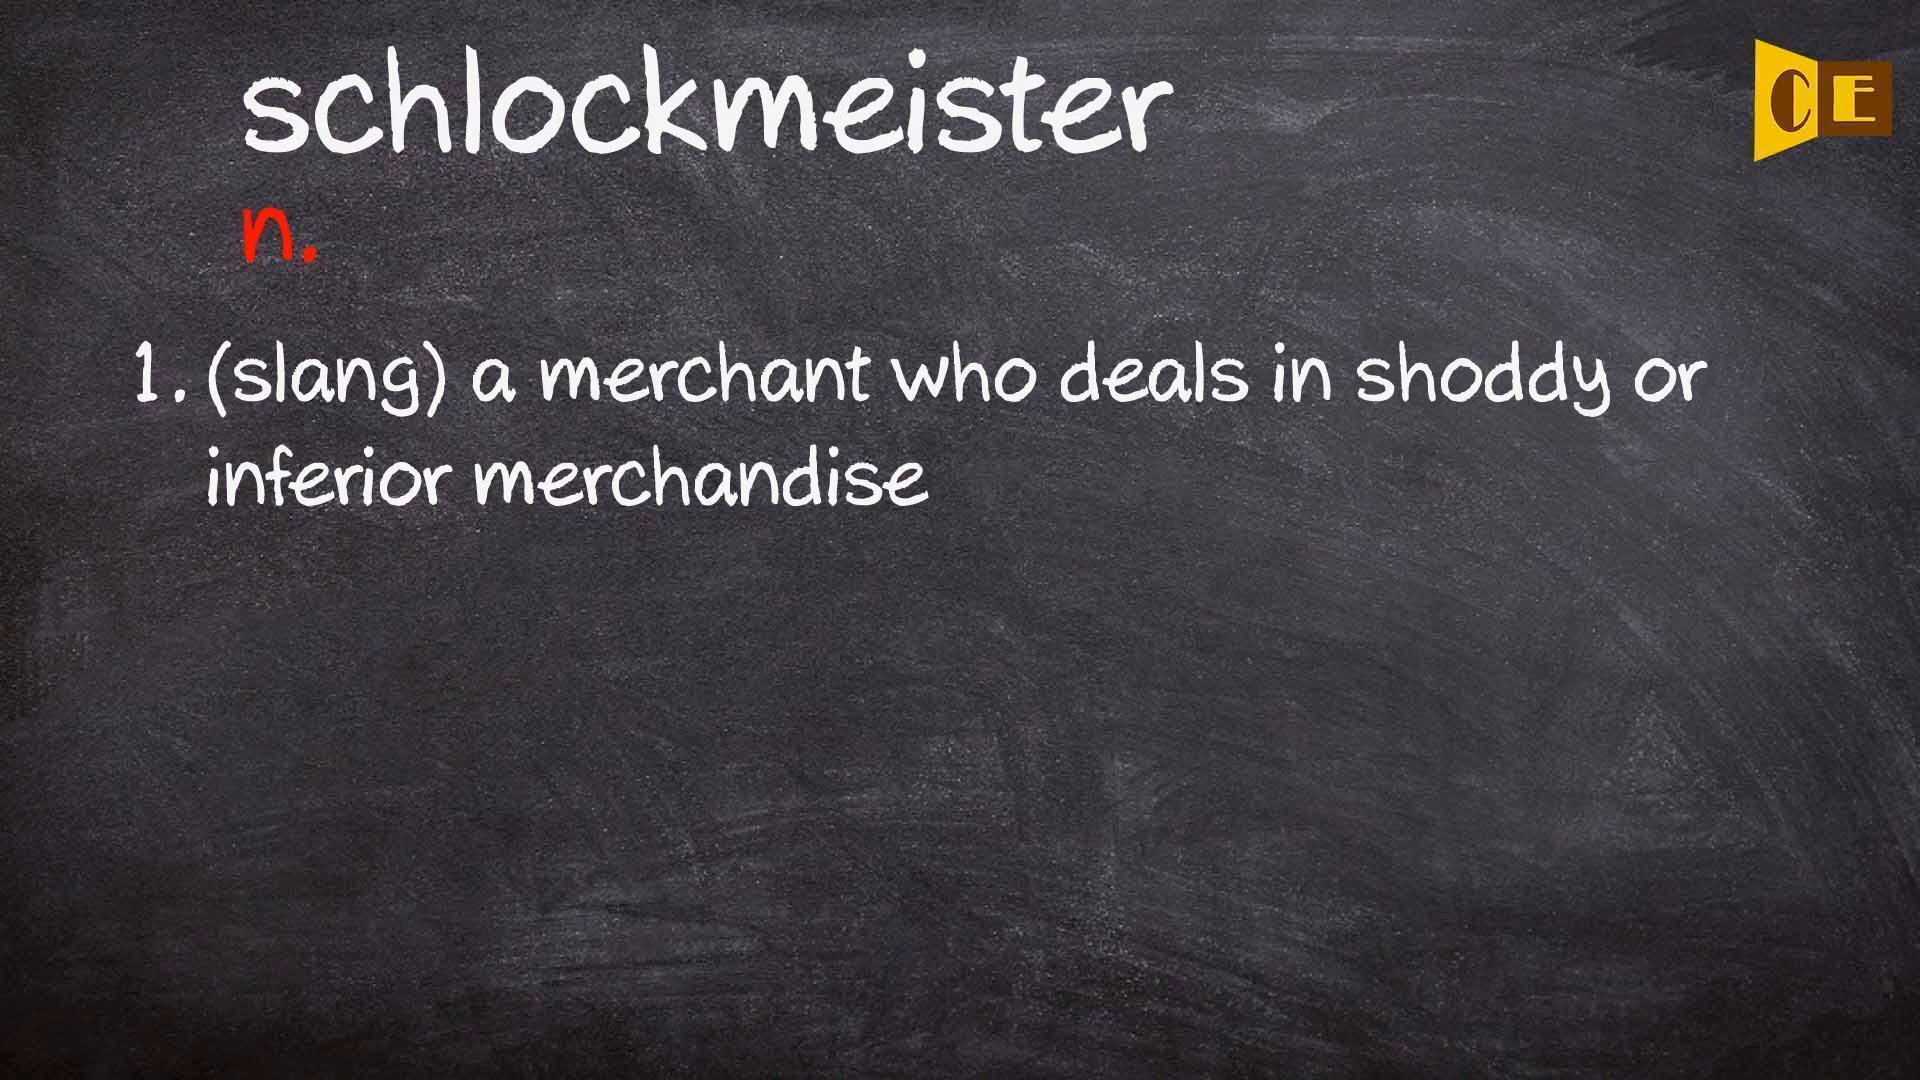 schlockmeister
CE
n.
1. (slang) a merchant who deals in shoddy or
inferior merchandise